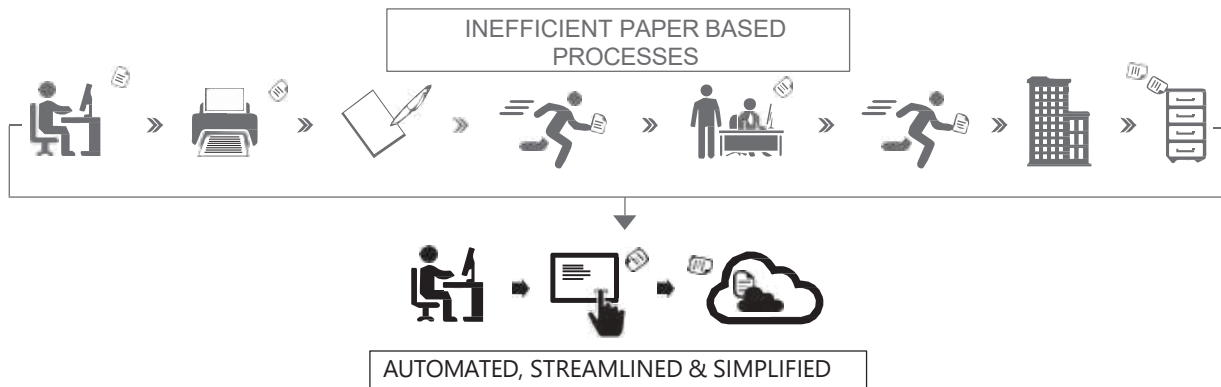 INEFFICIENT PAPER BASED
PROCESSES
AUTOMATED, STREAMLINED & SIMPLIFIED